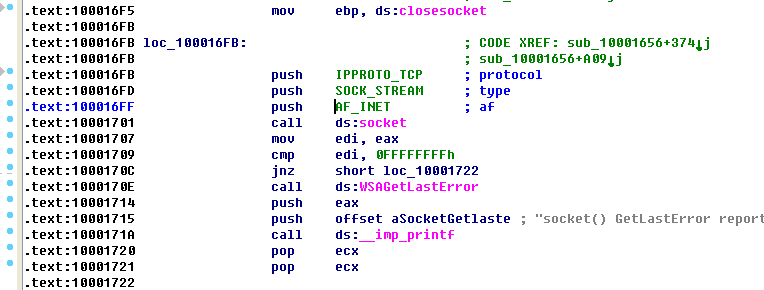 .text:100016F5 mov ebp, ds:closesocket
.text:100016FB
.text:100016FB loc_100016FB: ; CODE XREF: sub_10001656+374↓j
.text:100016FB ; sub_10001656+A09↓j
.text:100016FB push IPPROTO_TCP ; protocol
.text:100016FD push SOCK_STREAM ; type
.text:100016FF push AF_INET ; af
.text:10001701 call ds:socket
.text:10001707 mov edi, eax
.text:10001709 cmp edi, 0FFFFFFFFh
.text:1000170C jnz short loc_10001722
.text:1000170E call ds:WSAGetLastError
.text:10001714 push eax
.text:10001715 push offset aSocketGetlaste ; "socket() GetLastError report
.text:1000171A call ds:__imp_printf
.text:10001720 pop ecx
.text:10001721 pop ecx
.text:10001722